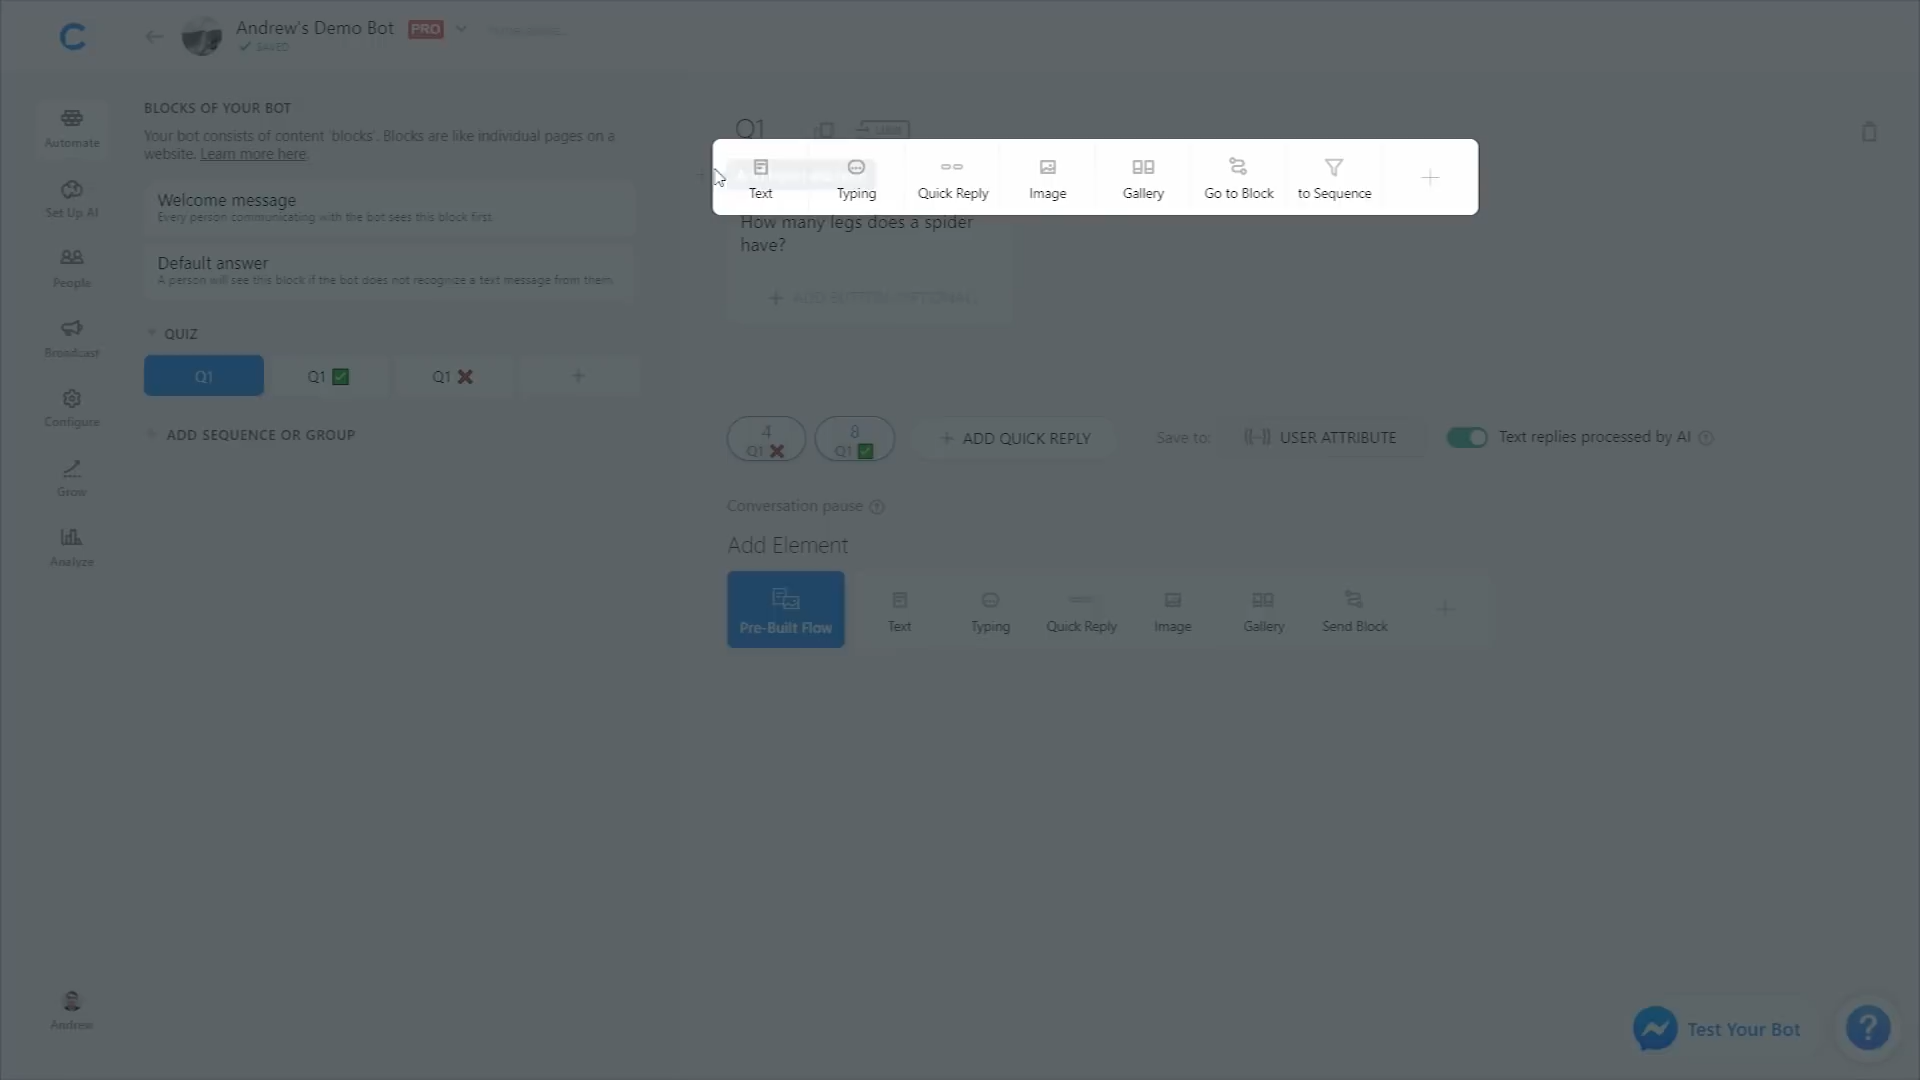 Andrew's Demo Bot PRO
SAVED
Automate
Set Up AI
People
Broadcast
Configure
Grow
Analyze
Andrew
BLOCKS OF YOUR BOT
Your bot consists of content 'blocks'. Blocks are like individual pages on a
website. Learn more here.
Welcome message
Every person communicating with the bot sees this block first.
Default answer
A person will see this block if the bot does not recognize a text message from them.
QUIZ
Q1 Q1 ✅ Q1 ❌ +
+ ADD SEQUENCE OR GROUP
Q1
Text Typing Quick Reply Image Gallery Go to Block to Sequence +
How many legs does a spider
have?
+ ADD BUTTON (OPTIONAL)
4 8 + ADD QUICK REPLY Save to: {(--)} USER ATTRIBUTE Text replies processed by AI ?
Q1 ❌ Q1 ✅
Conversation pause ?
Add Element
Pre-Built Flow Text Typing Quick Reply Image Gallery Send Block +
Test Your Bot ?